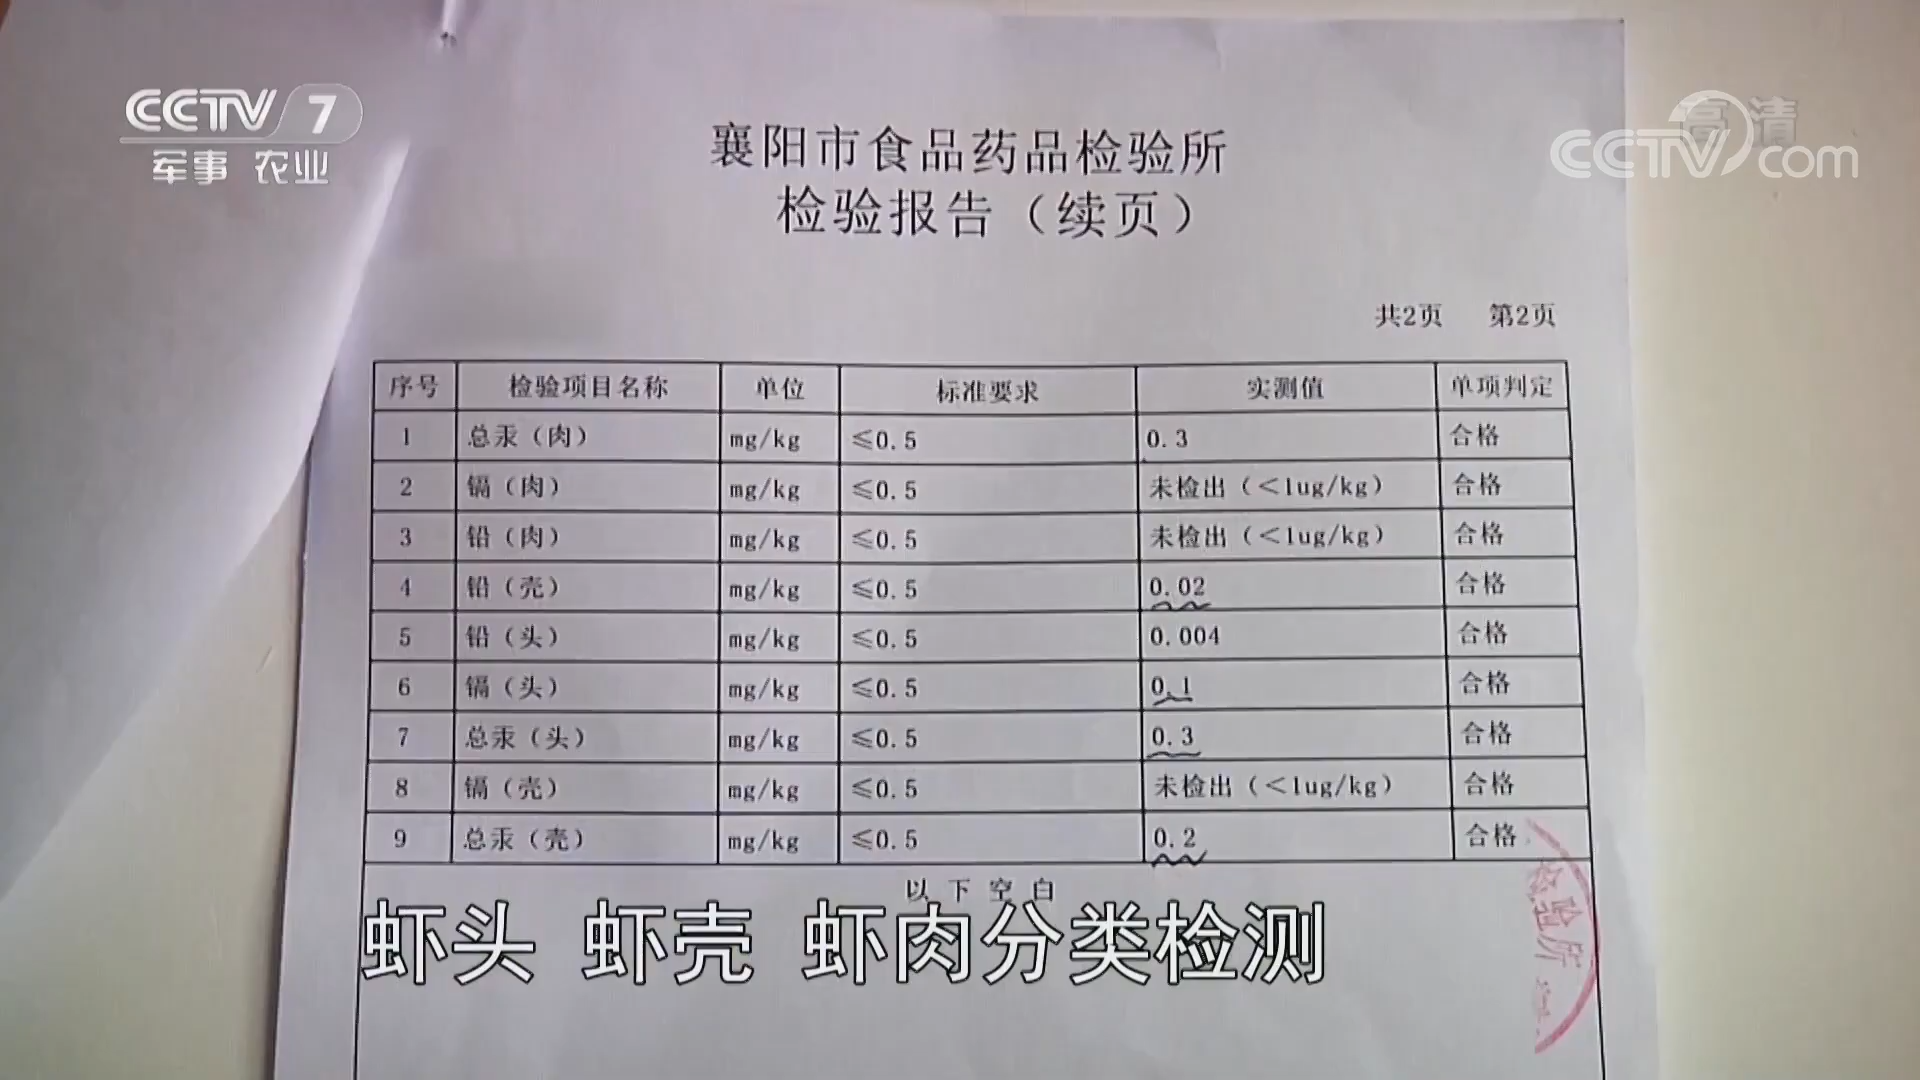 CCTV 7
军事 农业
高清
CCTV com
襄阳市食品药品检验所
检验报告（续页）
共2页 第2页
序号 检验项目名称 单位 标准要求 实测值 单项判定
1 总汞（肉） mg/kg ≤0.5 0.3 合格
2 镉（肉） mg/kg ≤0.5 未检出（<1ug/kg） 合格
3 铅（肉） mg/kg ≤0.5 未检出（<1ug/kg） 合格
4 铅（壳） mg/kg ≤0.5 0.02 合格
5 铅（头） mg/kg ≤0.5 0.004 合格
6 镉（头） mg/kg ≤0.5 0.1 合格
7 总汞（头） mg/kg ≤0.5 0.3 合格
8 镉（壳） mg/kg ≤0.5 未检出（<1ug/kg） 合格
9 总汞（壳） mg/kg ≤0.5 0.2 合格
以下空白
虾头 虾壳 虾肉分类检测
检验所